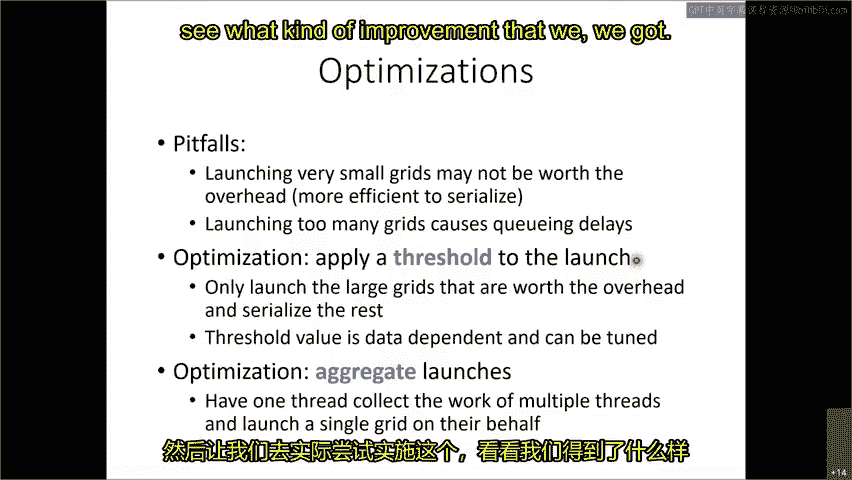 see what kind of improvement that we, we got.
Optimizations
• Pitfalls:
• Launching very small grids may not be worth the
overhead (more efficient to serialize)
• Launching too many grids causes queueing delays
• Optimization: apply a threshold to the launch
• Only launch the large grids that are worth the overhead
and serialize the rest
• Threshold value is data dependent and can be tuned
• Optimization: aggregate launches
• Have one thread collect the work of multiple threads
and launch a single grid on their behalf
然后让我们去实际尝试实施这个，看看我们得到了什么样
+14